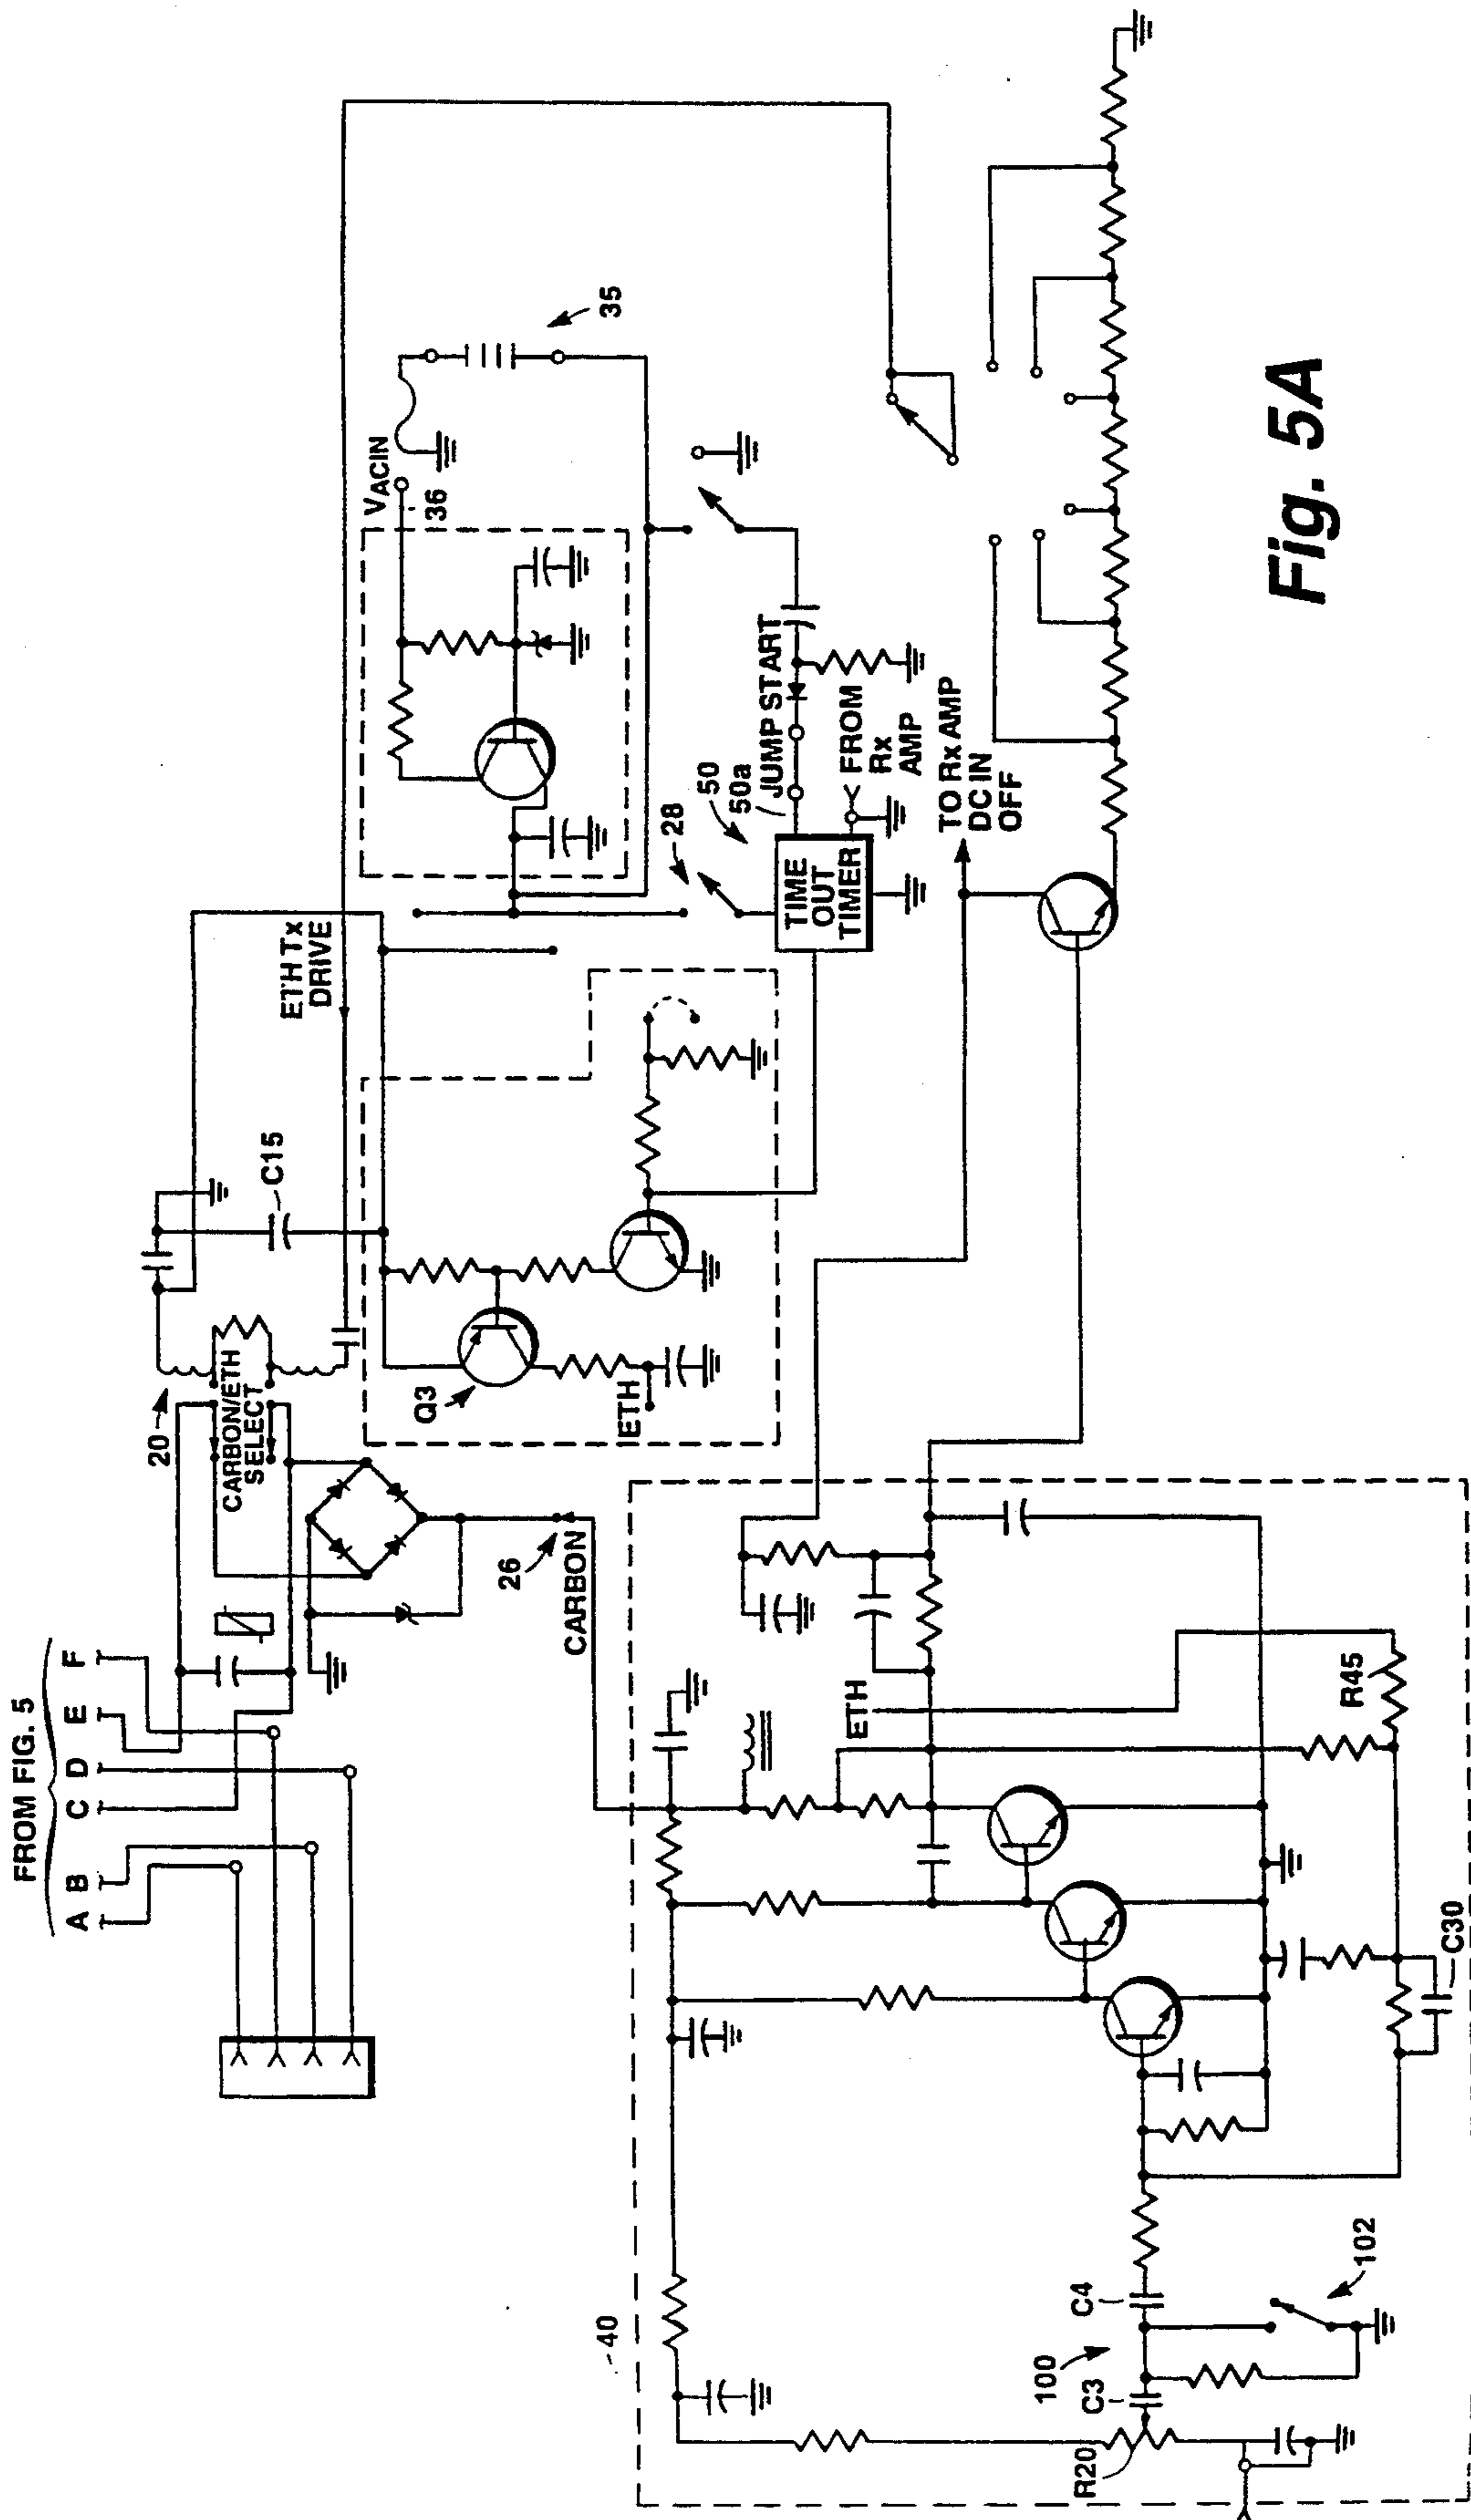 FROM FIG. 5
A B C D E F
20
CARBON/ETH
SELECT
C15
ETH Tx
DRIVE
VACIN
36
35
Q3
ETH
26
CARBON
28
50
50a
JUMP START
TIME
OUT
TIMER
FROM
Rx
AMP
TO Rx AMP
DC IN
OFF
40
ETH
R45
C30
100
C3
C4
R20
102
Fig. 5A